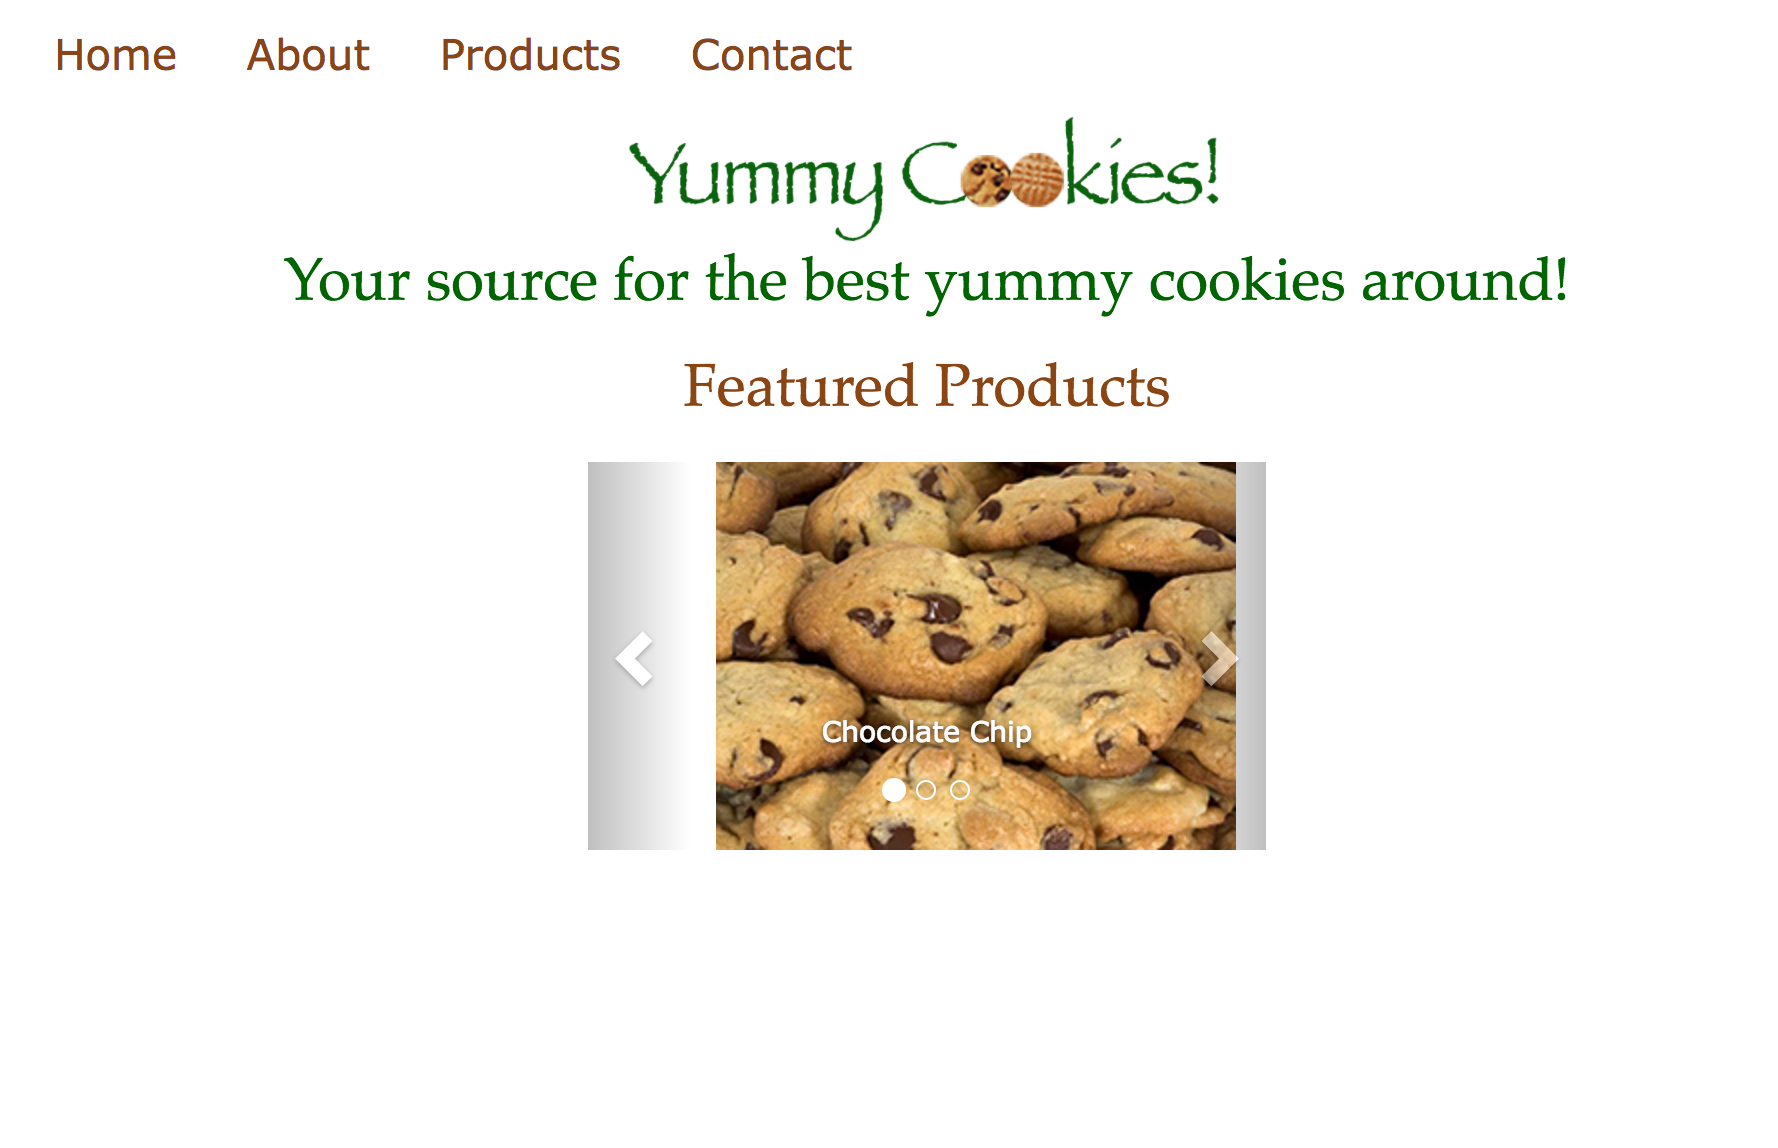 Home About Products Contact
Yummy Cookies!
Your source for the best yummy cookies around!
Featured Products
Chocolate Chip